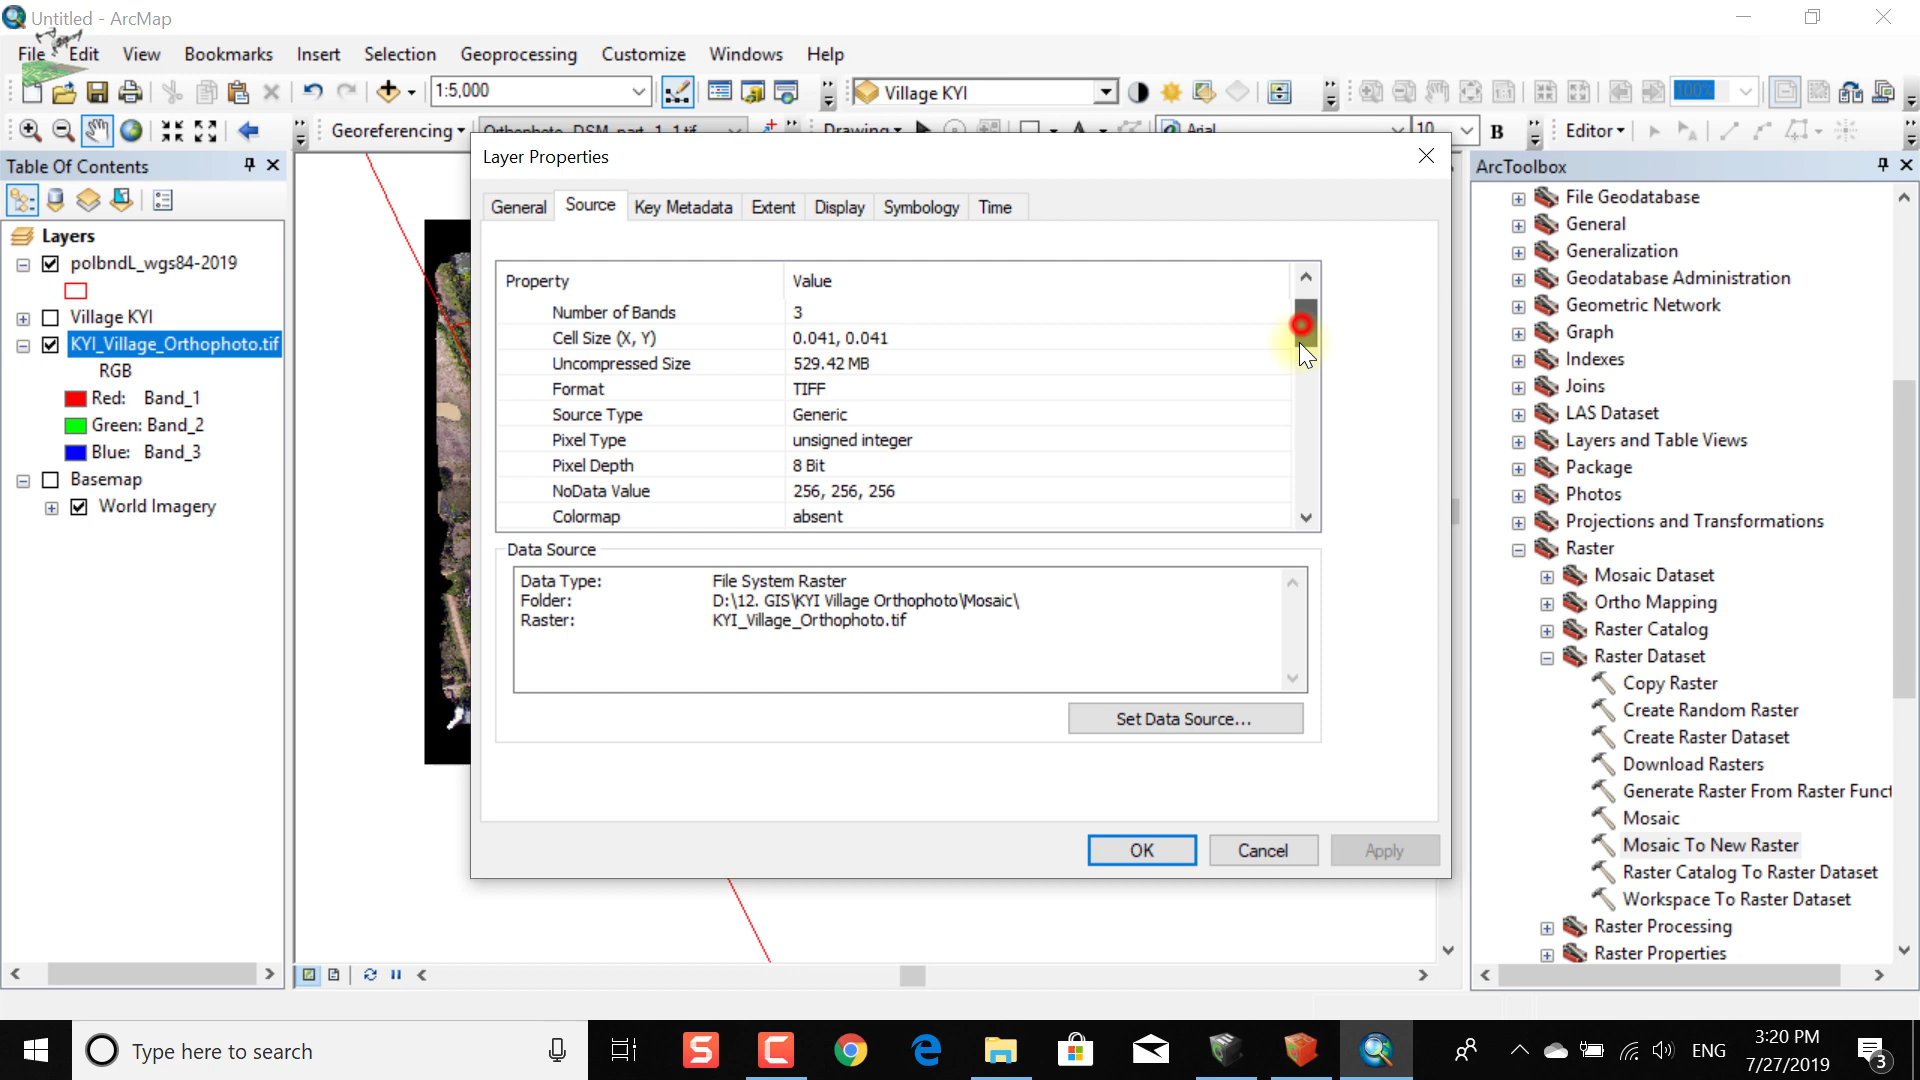 Untitled - ArcMap
File Edit View Bookmarks Insert Selection Geoprocessing Customize Windows Help
1:5,000 Village KYI 100%
Georeferencing Orthophoto_DSM_part_1_1.tif Drawing Arial 10 B Editor
Table Of Contents
Layers
polbndL_wgs84-2019
Village KYI
KYI_Village_Orthophoto.tif
RGB
Red: Band_1
Green: Band_2
Blue: Band_3
Basemap
World Imagery
Layer Properties
General Source Key Metadata Extent Display Symbology Time
Property Value
Number of Bands 3
Cell Size (X, Y) 0.041, 0.041
Uncompressed Size 529.42 MB
Format TIFF
Source Type Generic
Pixel Type unsigned integer
Pixel Depth 8 Bit
NoData Value 256, 256, 256
Colormap absent
Data Source
Data Type: File System Raster
Folder: D:\12. GIS\KYI Village Orthophoto\Mosaic\
Raster: KYI_Village_Orthophoto.tif
Set Data Source...
OK Cancel Apply
ArcToolbox
File Geodatabase
General
Generalization
Geodatabase Administration
Geometric Network
Graph
Indexes
Joins
LAS Dataset
Layers and Table Views
Package
Photos
Projections and Transformations
Raster
Mosaic Dataset
Ortho Mapping
Raster Catalog
Raster Dataset
Copy Raster
Create Random Raster
Create Raster Dataset
Download Rasters
Generate Raster From Raster Funct
Mosaic
Mosaic To New Raster
Raster Catalog To Raster Dataset
Workspace To Raster Dataset
Raster Processing
Raster Properties
Type here to search
ENG
3:20 PM
7/27/2019
3